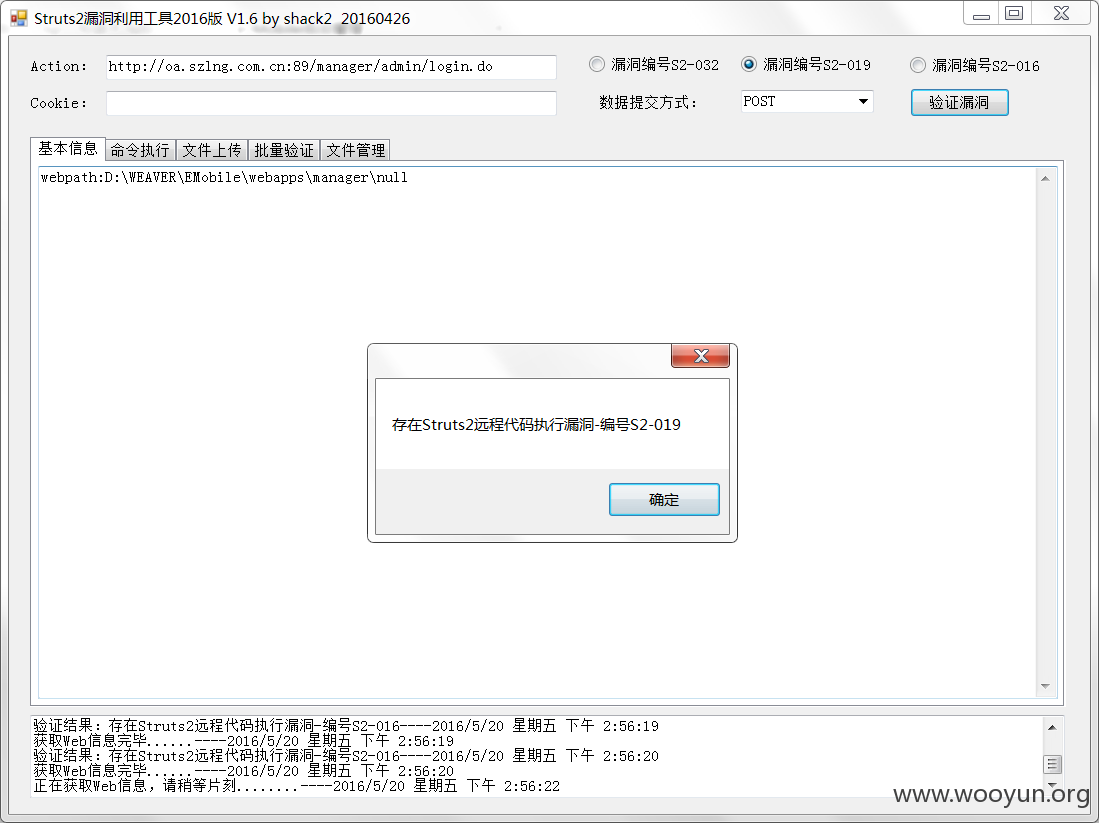 Struts2漏洞利用工具2016版 V1.6 by shack2 20160426
Action: http://oa.szlng.com.cn:89/manager/admin/login.do 漏洞编号S2-032 漏洞编号S2-019 漏洞编号S2-016
Cookie: 数据提交方式: POST 验证漏洞
基本信息 命令执行 文件上传 批量验证 文件管理
webpath:D:\WEAVER\EMobile\webapps\manager\null
存在Struts2远程代码执行漏洞-编号S2-019
确定
验证结果: 存在Struts2远程代码执行漏洞-编号S2-016----2016/5/20 星期五 下午 2:56:19
获取Web信息完毕......----2016/5/20 星期五 下午 2:56:19
验证结果: 存在Struts2远程代码执行漏洞-编号S2-016----2016/5/20 星期五 下午 2:56:20
获取Web信息完毕......----2016/5/20 星期五 下午 2:56:20
正在获取Web信息，请稍等片刻........----2016/5/20 星期五 下午 2:56:22
www.wooyun.org